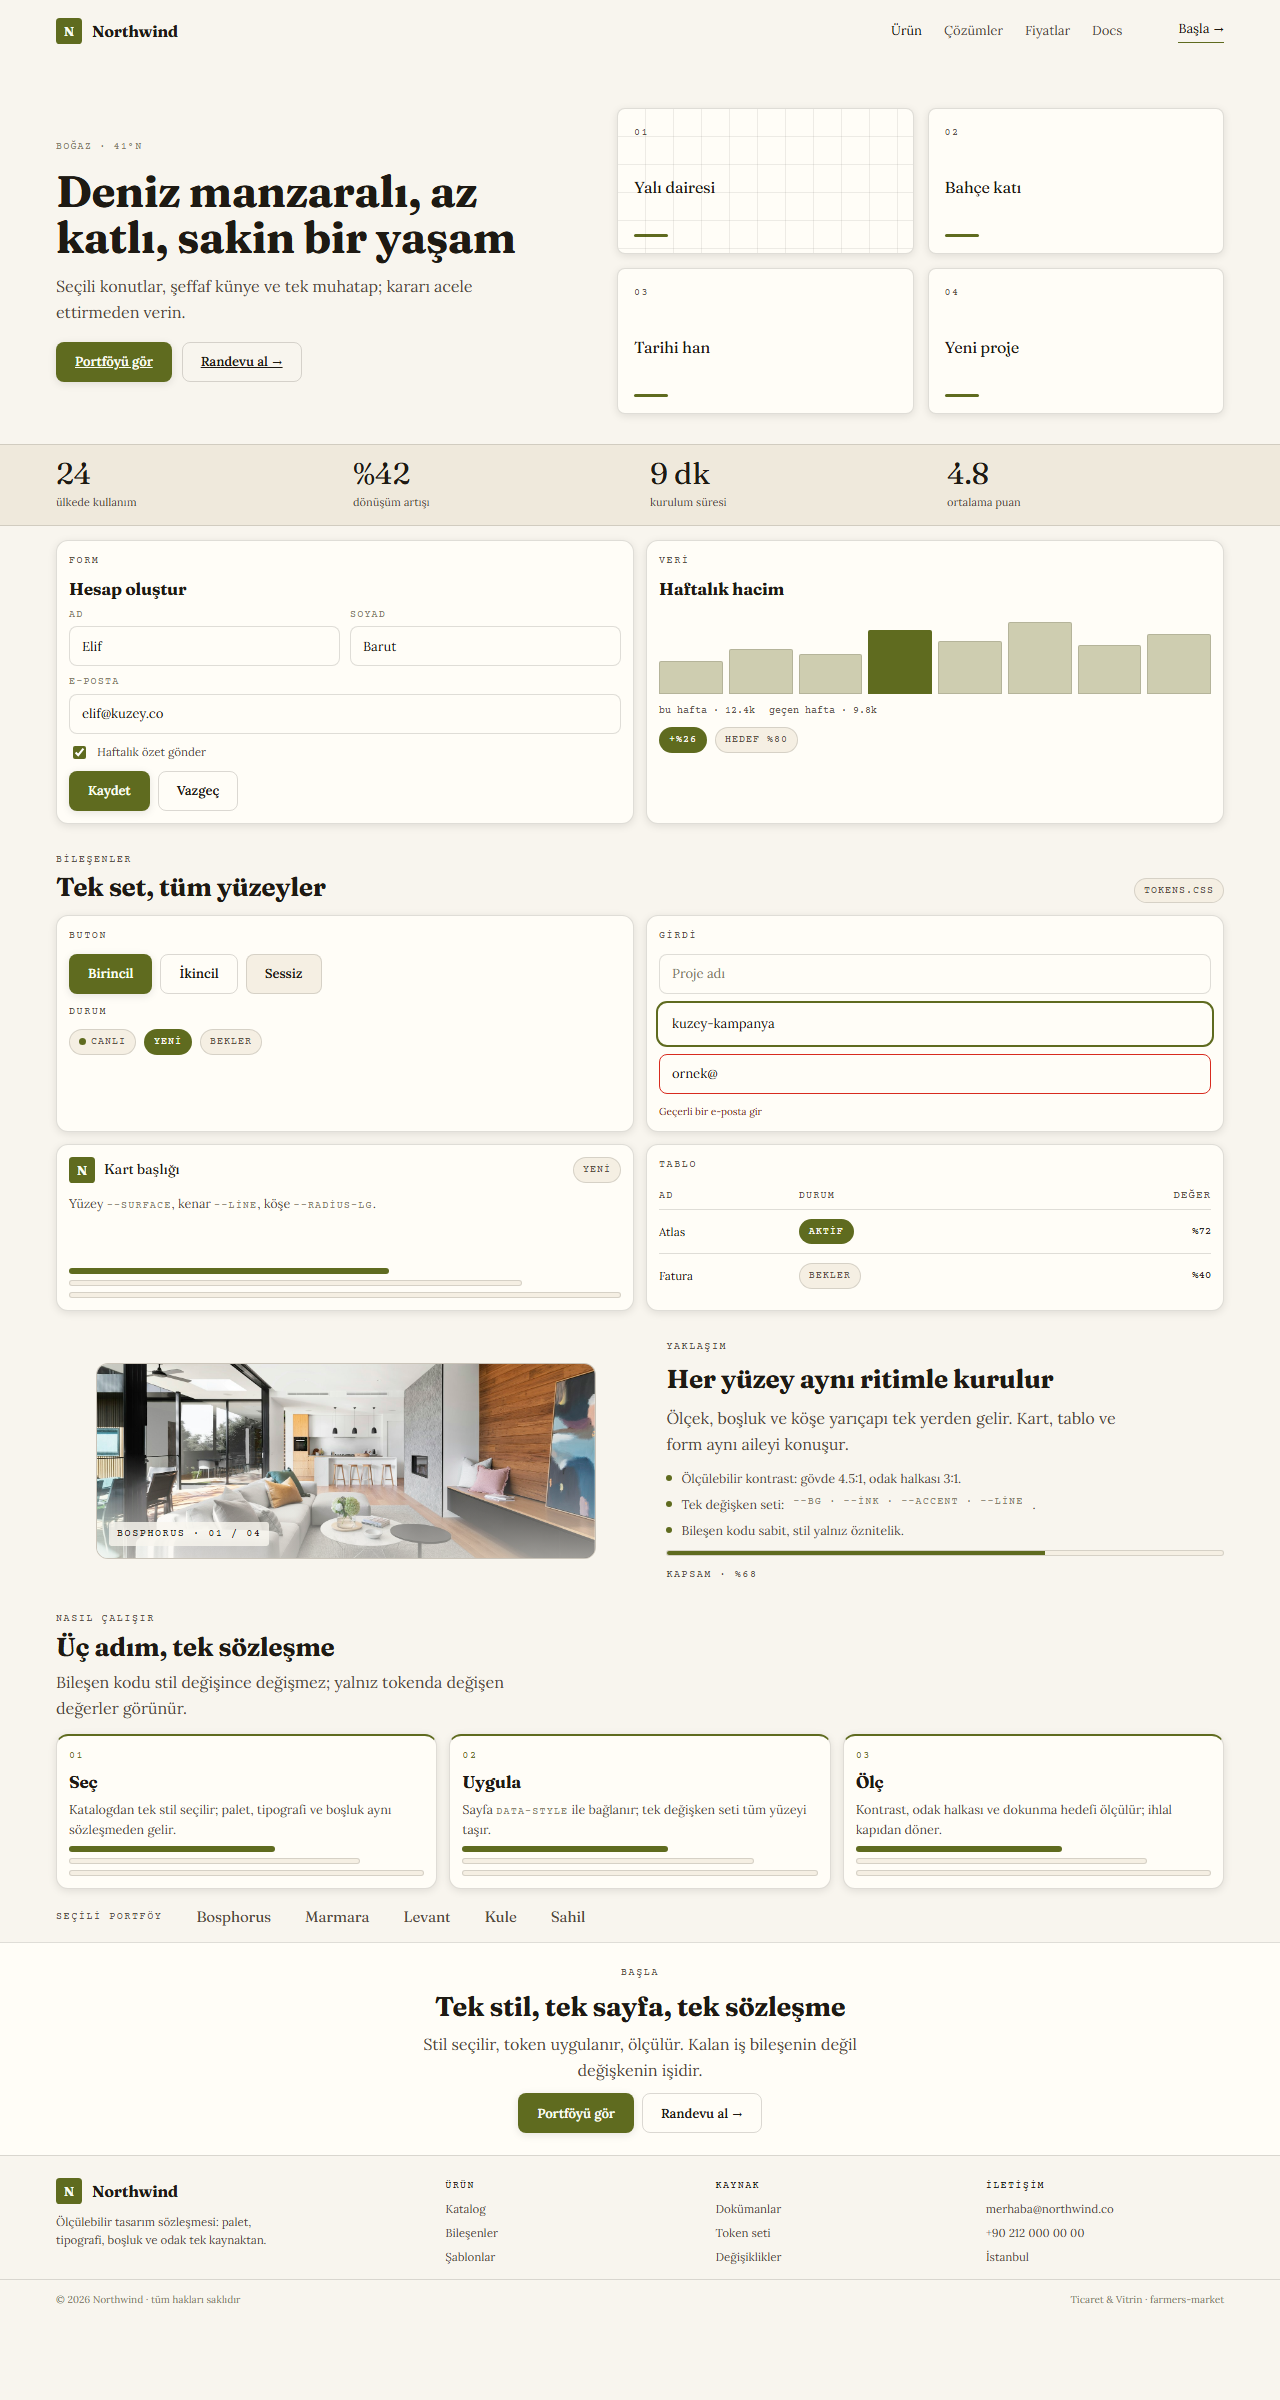 N Northwind
Ürün Çözümler Fiyatlar Docs Başla →
BOĞAZ · 41°N
Deniz manzaralı, az
katlı, sakin bir yaşam
Seçili konutlar, şeffaf künye ve tek muhatap; kararı acele
ettirmeden verin.
Portföyü gör Randevu al →
01
Yalı dairesi
02
Bahçe katı
03
Tarihi han
04
Yeni proje
24
ülkede kullanım
%42
dönüşüm artışı
9 dk
kurulum süresi
4.8
ortalama puan
FORM
Hesap oluştur
AD SOYAD
Elif Barut
E-POSTA
elif@kuzey.co
Haftalık özet gönder
Kaydet Vazgeç
VERİ
Haftalık hacim
bu hafta · 12.4k geçen hafta · 9.8k
+%26 HEDEF %80
BİLEŞENLER
Tek set, tüm yüzeyler
TOKENS.CSS
BUTON
Birincil İkincil Sessiz
DURUM
CANLI YENİ BEKLER
GİRDİ
Proje adı
kuzey-kampanya
ornek@
Geçerli bir e-posta gir
N Kart başlığı YENİ
Yüzey --SURFACE, kenar --LİNE, köşe --RADİUS-LG.
TABLO
AD DURUM DEĞER
Atlas AKTİF %72
Fatura BEKLER %40
BOSPHORUS · 01 / 04
YAKLAŞIM
Her yüzey aynı ritimle kurulur
Ölçek, boşluk ve köşe yarıçapı tek yerden gelir. Kart, tablo ve
form aynı aileyi konuşur.
Ölçülebilir kontrast: gövde 4.5:1, odak halkası 3:1.
Tek değişken seti: --BG · --İNK · --ACCENT · --LİNE .
Bileşen kodu sabit, stil yalnız öznitelik.
KAPSAM · %68
NASIL ÇALIŞIR
Üç adım, tek sözleşme
Bileşen kodu stil değişince değişmez; yalnız tokenda değişen
değerler görünür.
01
Seç
Katalogdan tek stil seçilir; palet, tipografi ve boşluk aynı
sözleşmeden gelir.
02
Uygula
Sayfa DATA-STYLE ile bağlanır; tek değişken seti tüm yüzeyi
taşır.
03
Ölç
Kontrast, odak halkası ve dokunma hedefi ölçülür; ihlal
kapıdan döner.
SEÇİLİ PORTFÖY Bosphorus Marmara Levant Kule Sahil
BAŞLA
Tek stil, tek sayfa, tek sözleşme
Stil seçilir, token uygulanır, ölçülür. Kalan iş bileşenin değil
değişkenin işidir.
Portföyü gör Randevu al →
N Northwind
Ölçülebilir tasarım sözleşmesi: palet,
tipografi, boşluk ve odak tek kaynaktan.
ÜRÜN
Katalog
Bileşenler
Şablonlar
KAYNAK
Dokümanlar
Token seti
Değişiklikler
İLETİŞİM
merhaba@northwind.co
+90 212 000 00 00
İstanbul
© 2026 Northwind · tüm hakları saklıdır
Ticaret & Vitrin · farmers-market